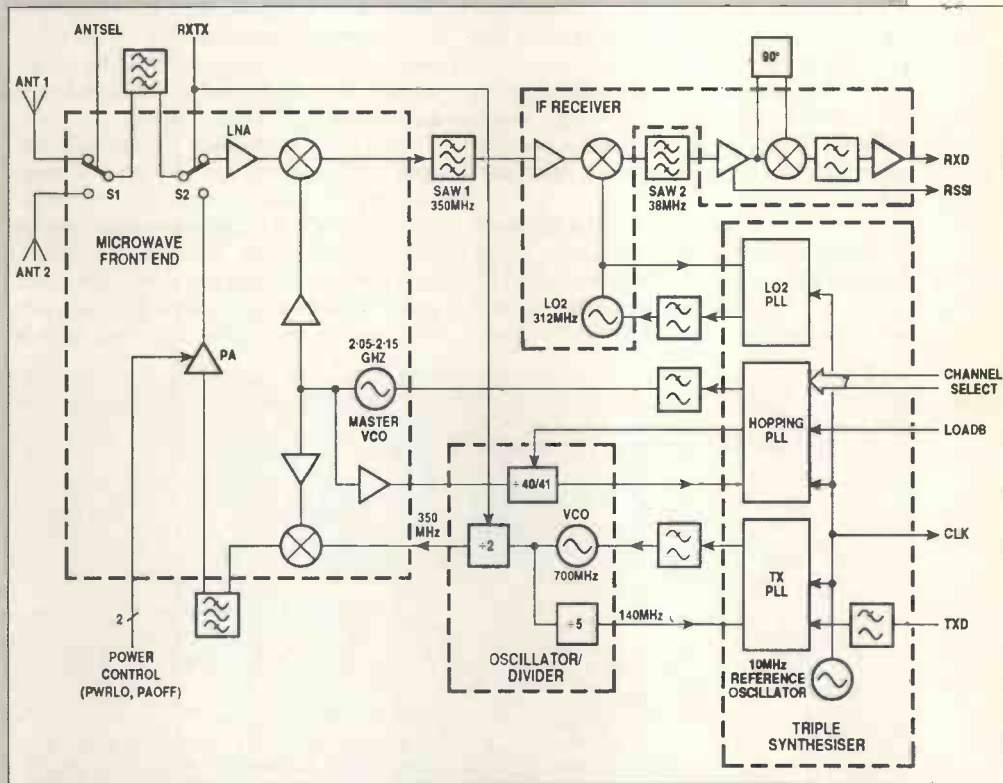 ANTSEL
RXTX
ANT 1
ANT 2
S1
S2
LNA
MICROWAVE
FRONT END
PA
2·05-2·15
GHZ
MASTER
VCO
POWER
CONTROL
(PWRLO, PAOFF)
2
SAW 1
350MHz
IF RECEIVER
SAW 2
38MHz
90°
RXD
RSSI
LO2
312MHz
LO2
PLL
HOPPING
PLL
7
CHANNEL
SELECT
LOADB
÷ 40/41
350
MHz
÷2
VCO
700MHz
÷5
140MHz
OSCILLATOR/
DIVIDER
TX
PLL
CLK
TXD
10MHz
REFERENCE
OSCILLATOR
TRIPLE
SYNTHESISER